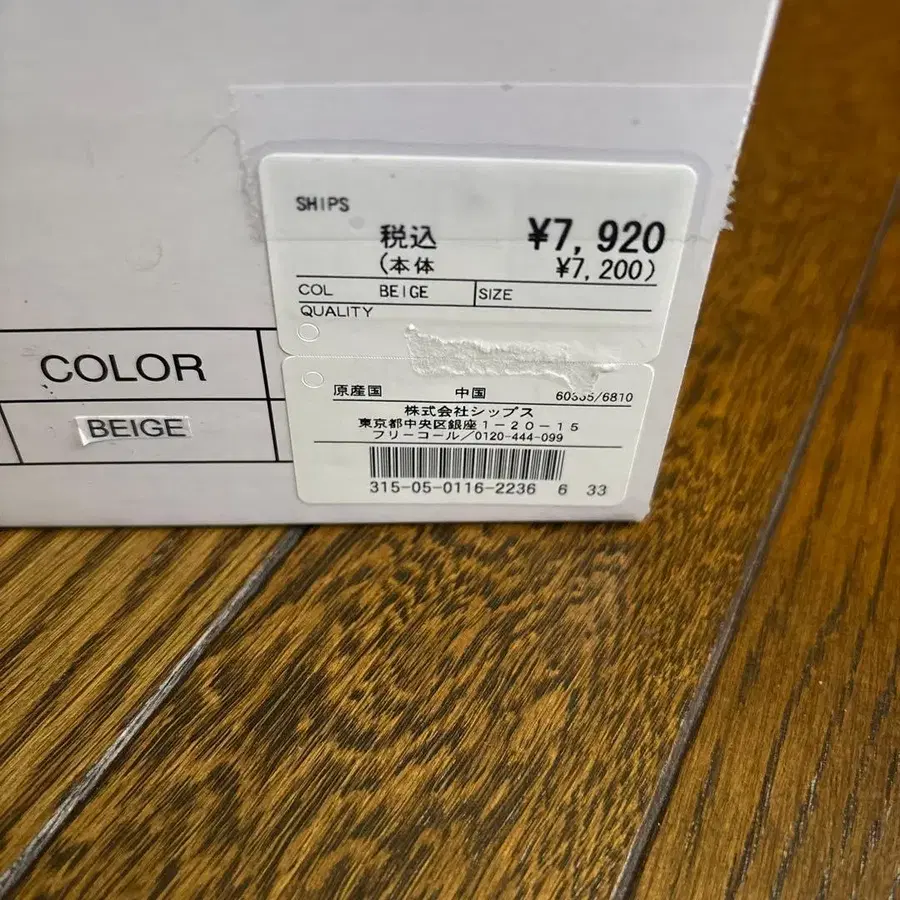 SHIPS
税込 ¥7,920
(本体 ¥7,200)
COL BEIGE SIZE
QUALITY
COLOR
BEIGE
原産国 中国
株式会社シップス
東京都中央区銀座1-20-15
フリーコール/0120-444-099
315-05-0116-2236 6 33